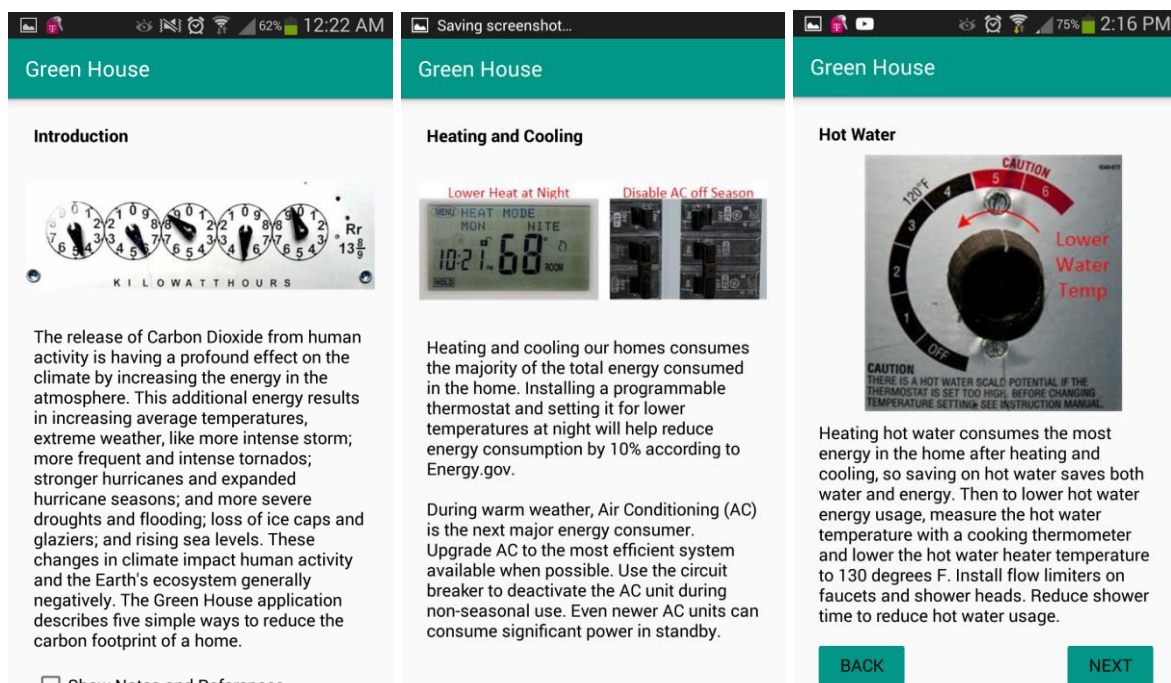 62% 12:22 AM
Green House
Introduction
Rr
13 8/9
KILOWATTHOURS
The release of Carbon Dioxide from human
activity is having a profound effect on the
climate by increasing the energy in the
atmosphere. This additional energy results
in increasing average temperatures,
extreme weather, like more intense storm;
more frequent and intense tornados;
stronger hurricanes and expanded
hurricane seasons; and more severe
droughts and flooding; loss of ice caps and
glaziers; and rising sea levels. These
changes in climate impact human activity
and the Earth's ecosystem generally
negatively. The Green House application
describes five simple ways to reduce the
carbon footprint of a home.
Show Notes and References
Saving screenshot...
Green House
Heating and Cooling
Lower Heat at Night
Disable AC off Season
MENU HEAT MODE
MON NITE
10:21 PM 68° ROOM
HOLD
Heating and cooling our homes consumes
the majority of the total energy consumed
in the home. Installing a programmable
thermostat and setting it for lower
temperatures at night will help reduce
energy consumption by 10% according to
Energy.gov.
During warm weather, Air Conditioning (AC)
is the next major energy consumer.
Upgrade AC to the most efficient system
available when possible. Use the circuit
breaker to deactivate the AC unit during
non-seasonal use. Even newer AC units can
consume significant power in standby.
75% 2:16 PM
Green House
Hot Water
CAUTION
120°F
6
5
4
3
2
1
OFF
Lower
Water
Temp
CAUTION
THERE IS A HOT WATER SCALD POTENTIAL IF THE
THERMOSTAT IS SET TOO HIGH. BEFORE CHANGING
TEMPERATURE SETTING- SEE INSTRUCTION MANUAL.
Heating hot water consumes the most
energy in the home after heating and
cooling, so saving on hot water saves both
water and energy. Then to lower hot water
energy usage, measure the hot water
temperature with a cooking thermometer
and lower the hot water heater temperature
to 130 degrees F. Install flow limiters on
faucets and shower heads. Reduce shower
time to reduce hot water usage.
BACK
NEXT